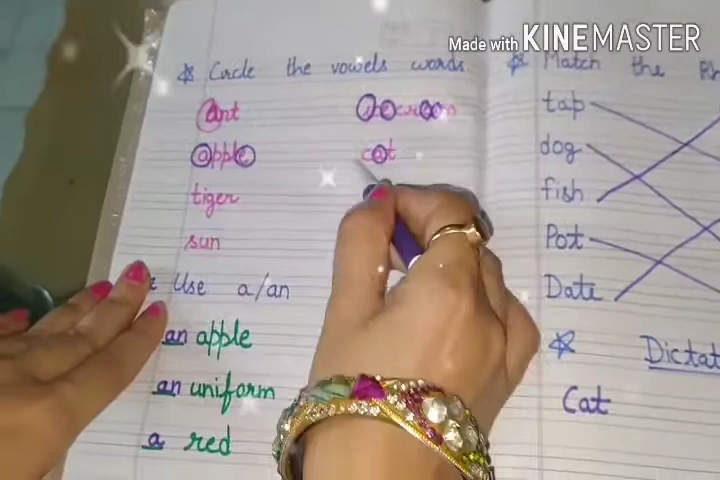 Made with KINEMASTER
Circle the vowels words.
ant
apple
cat
tiger
sun
Use a/an
an apple
an uniform
a red
Match the
tap
dog
fish
Pot
Date
Cat